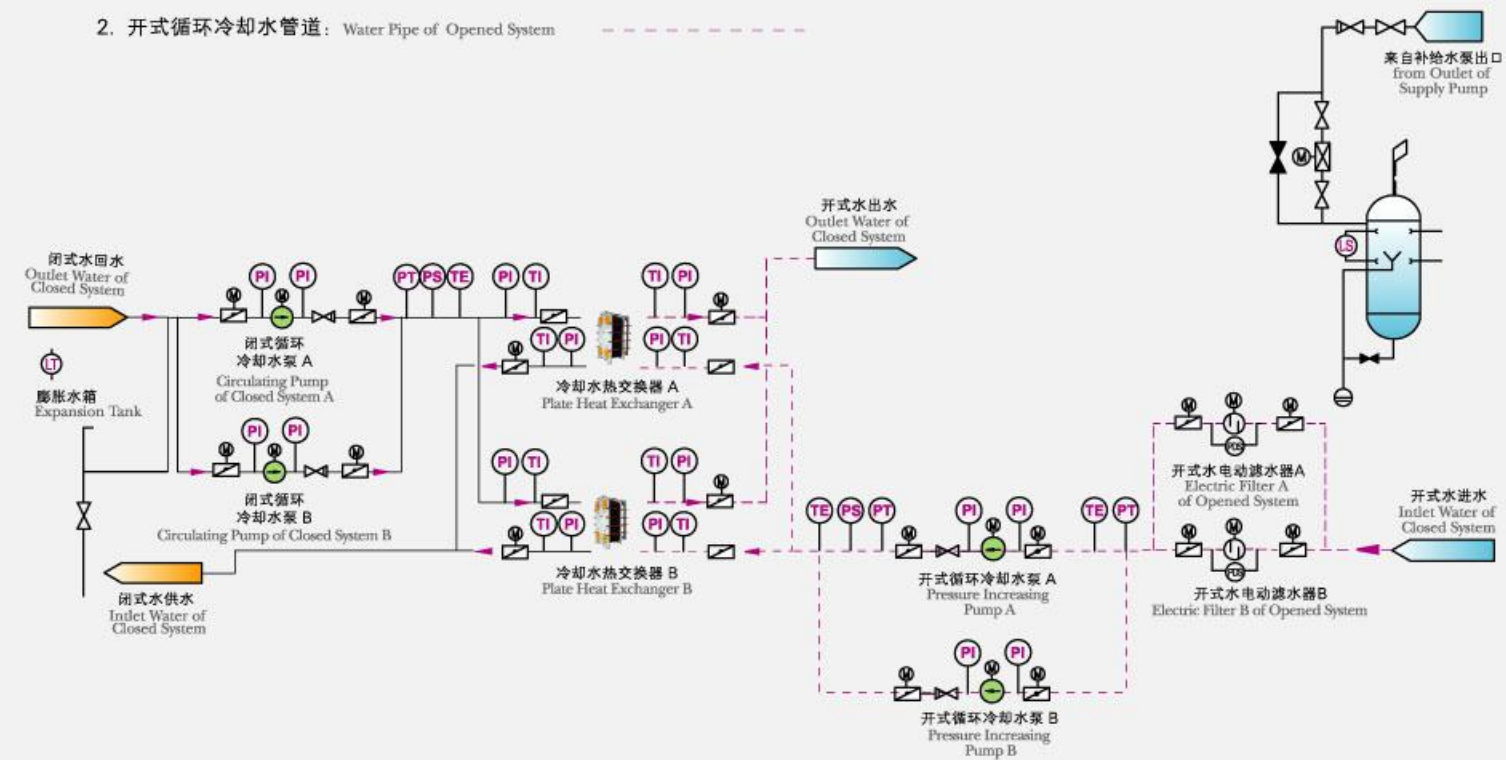 2. 开式循环冷却水管道: Water Pipe of Opened System
来自补给水泵出口
from Outlet of
Supply Pump
M
LS
开式水出水
Outlet Water of
Closed System
闭式水回水
Outlet Water of
Closed System
M PI M PI M
PT PS TE
PI TI
TI PI M
闭式循环
冷却水泵 A
Circulating Pump
of Closed System A
M TI PI
PI TI
冷却水热交换器 A
Plate Heat Exchanger A
LT
膨胀水箱
Expansion Tank
M PI M PI M
闭式循环
冷却水泵 B
Circulating Pump of Closed System B
PI TI
TI PI M
M TI PI
PI TI
冷却水热交换器 B
Plate Heat Exchanger B
闭式水供水
Intlet Water of
Closed System
TE PS PT
M PI M PI M
TE PT
开式循环冷却水泵 A
Pressure Increasing
Pump A
M PI M PI M
开式循环冷却水泵 B
Pressure Increasing
Pump B
M M M
PDS
开式水电动滤水器A
Electric Filter A
of Opened System
M M M
PDS
开式水电动滤水器B
Electric Filter B of Opened System
开式水进水
Intlet Water of
Closed System